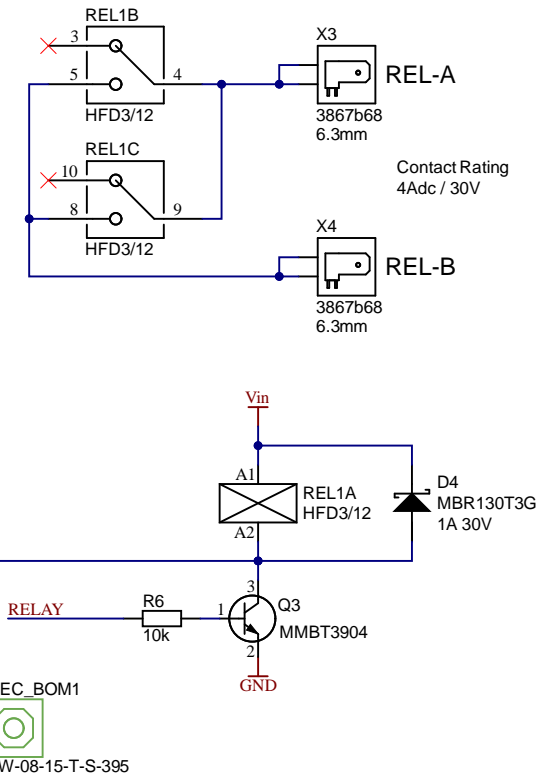 REL1B
3
5
4
HFD3/12
X3
REL-A
3867b68
6.3mm
REL1C
10
8
9
HFD3/12
Contact Rating
4Adc / 30V
X4
REL-B
3867b68
6.3mm
Vin
A1
REL1A
HFD3/12
A2
D4
MBR130T3G
1A 30V
RELAY
R6
10k
1
3
Q3
MMBT3904
2
GND
EC_BOM1
W-08-15-T-S-395